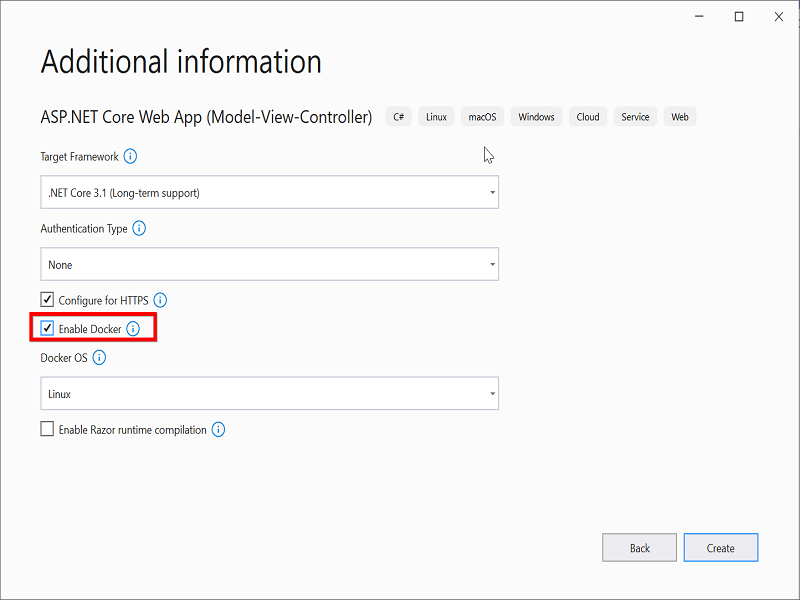 Additional information
ASP.NET Core Web App (Model-View-Controller) C# Linux macOS Windows Cloud Service Web
Target Framework
.NET Core 3.1 (Long-term support)
Authentication Type
None
Configure for HTTPS
Enable Docker
Docker OS
Linux
Enable Razor runtime compilation
Back Create